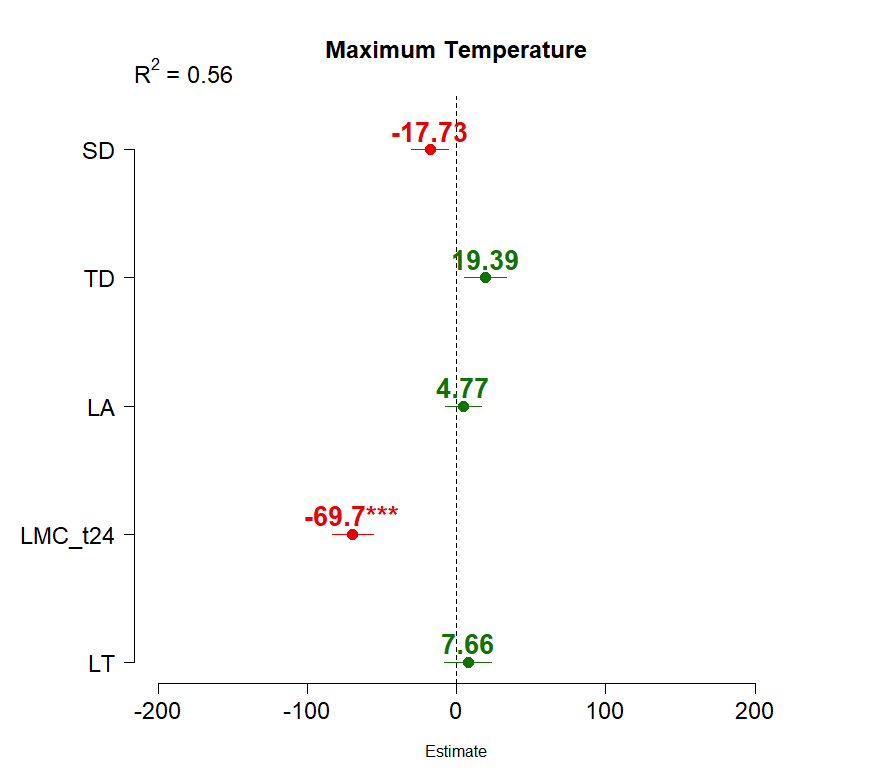 Maximum Temperature
R² = 0.56
SD
-17.73
TD
19.39
LA
4.77
LMC_t24
-69.7***
LT
7.66
-200 -100 0 100 200
Estimate